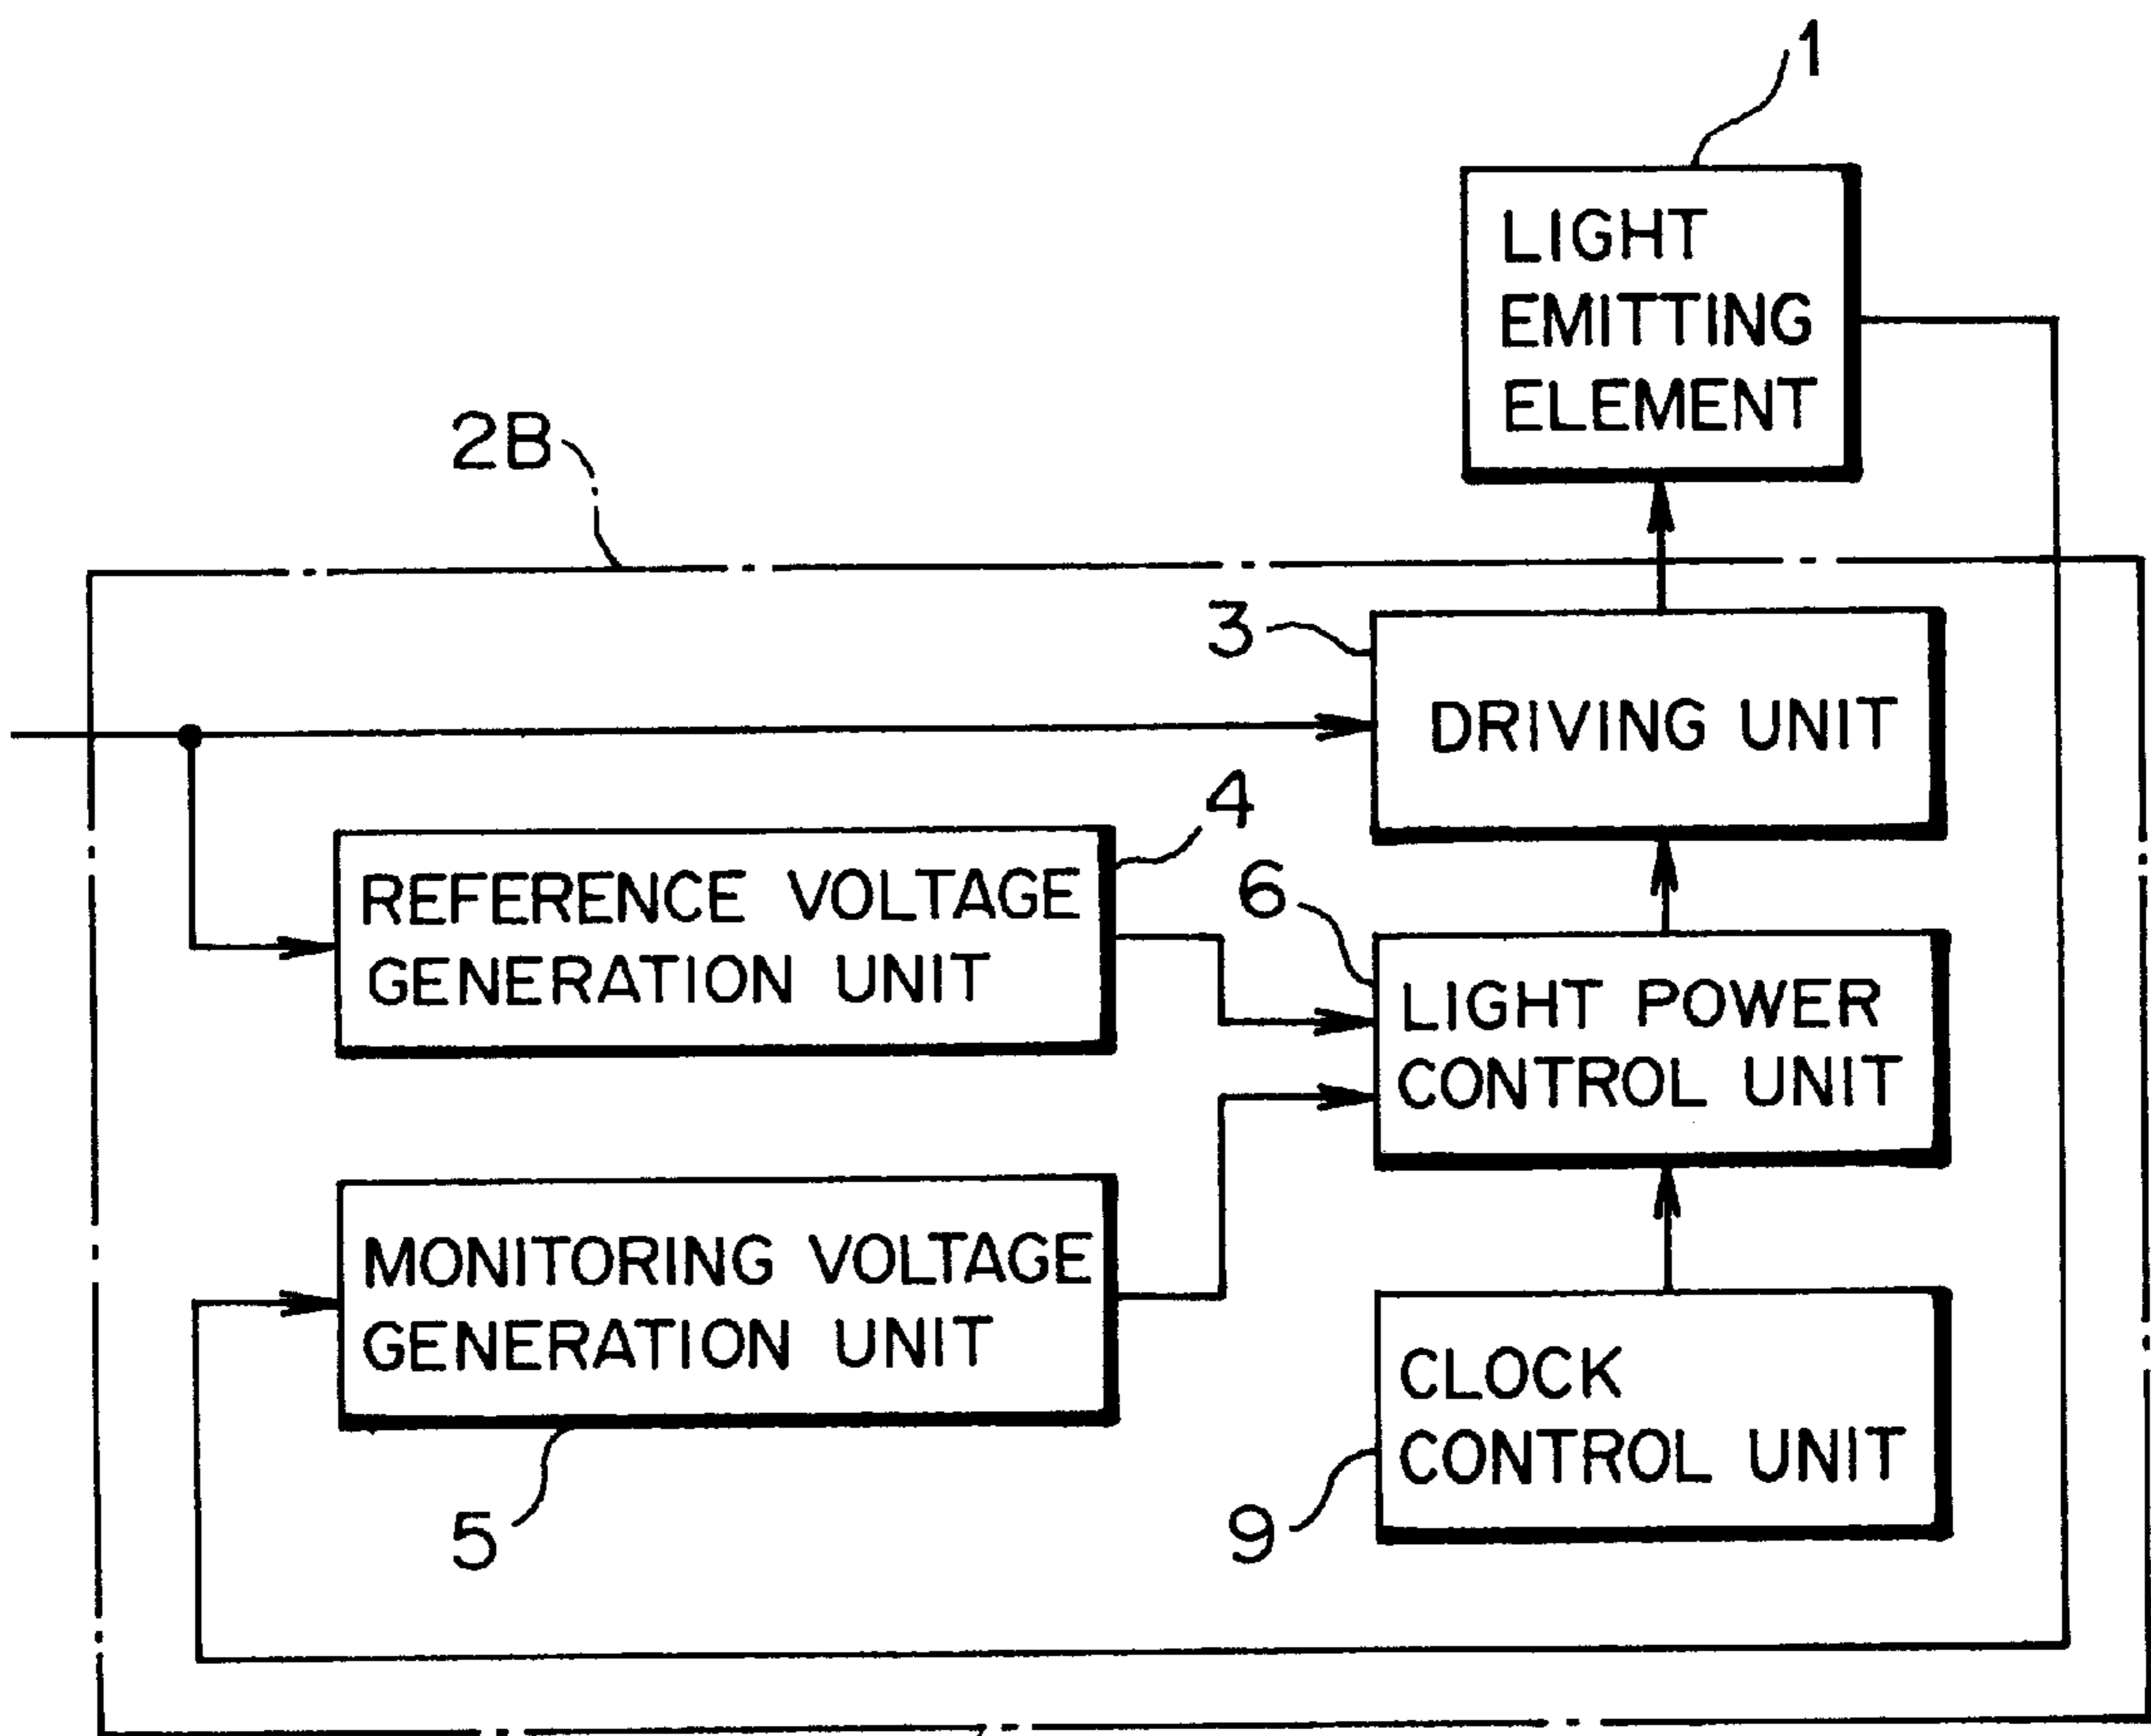 1
LIGHT
EMITTING
ELEMENT
2B
3
DRIVING UNIT
4
REFERENCE VOLTAGE
GENERATION UNIT
6
LIGHT POWER
CONTROL UNIT
MONITORING VOLTAGE
GENERATION UNIT
5
CLOCK
CONTROL UNIT
9